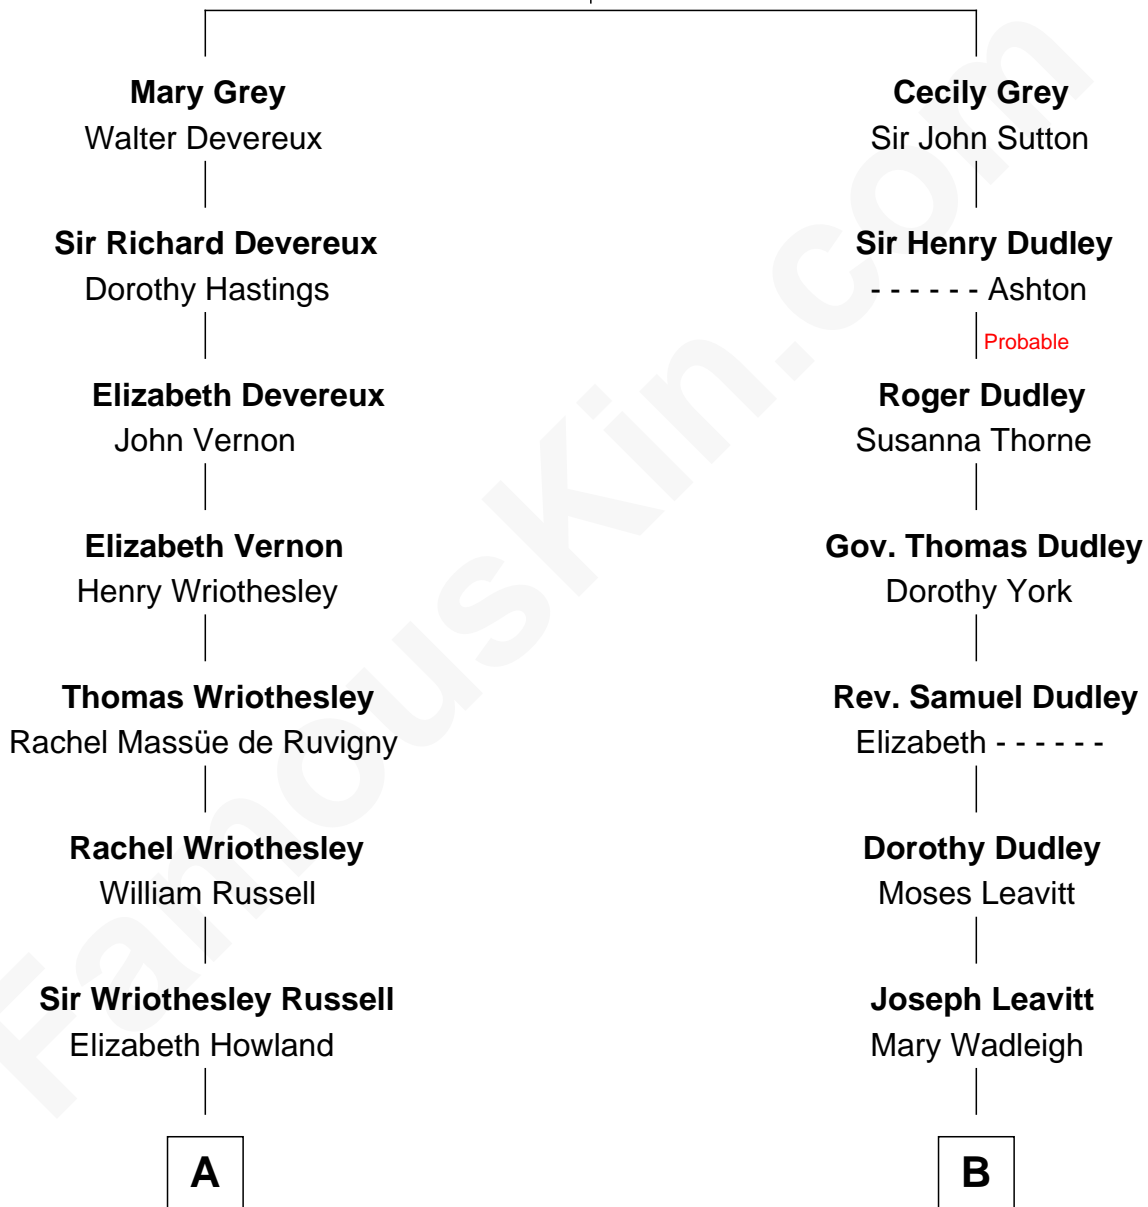 Mary Grey
Walter Devereux
Sir Richard Devereux
Dorothy Hastings
Elizabeth Devereux
John Vernon
Elizabeth Vernon
Henry Wriothesley
Thomas Wriothesley
Rachel Massüe de Ruvigny
Rachel Wriothesley
William Russell
Sir Wriothesley Russell
Elizabeth Howland
A
Cecily Grey
Sir John Sutton
Sir Henry Dudley
- - - - - - Ashton
Probable
Roger Dudley
Susanna Thorne
Gov. Thomas Dudley
Dorothy York
Rev. Samuel Dudley
Elizabeth - - - - - -
Dorothy Dudley
Moses Leavitt
Joseph Leavitt
Mary Wadleigh
B
FamousKin.com